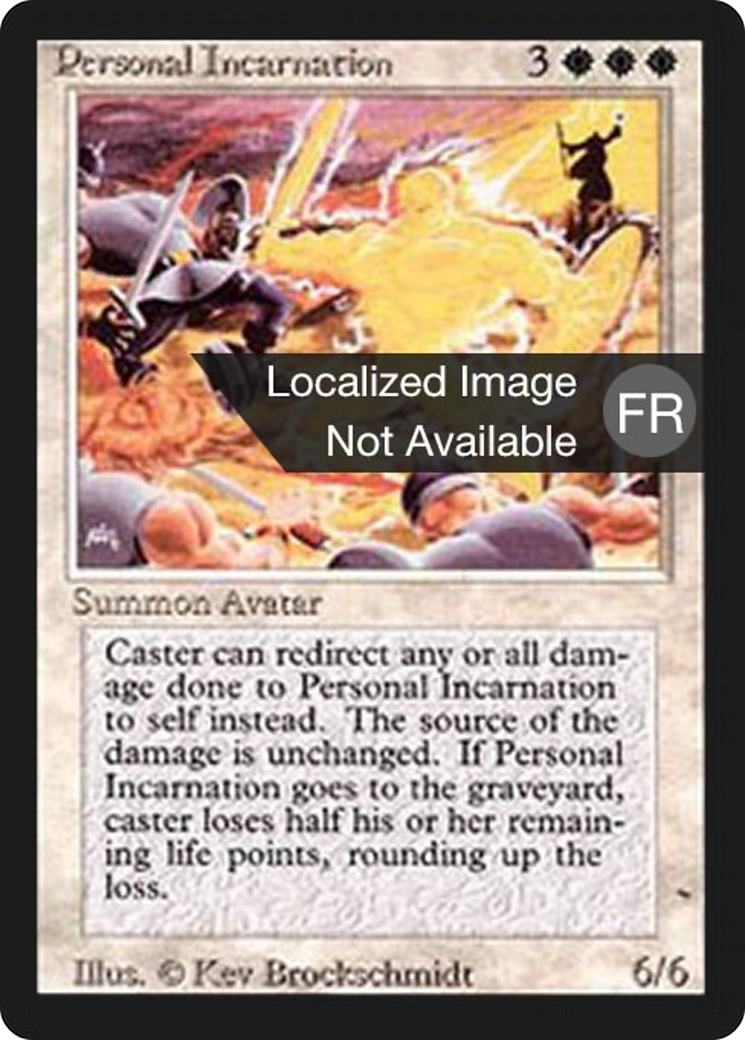 Personal Incarnation 3
Localized Image
Not Available
FR
Summon Avatar
Caster can redirect any or all dam-
age done to Personal Incarnation
to self instead. The source of the
damage is unchanged. If Personal
Incarnation goes to the graveyard,
caster loses half his or her remain-
ing life points, rounding up the
loss.
Illus. © Kev Brockschmidt 6/6